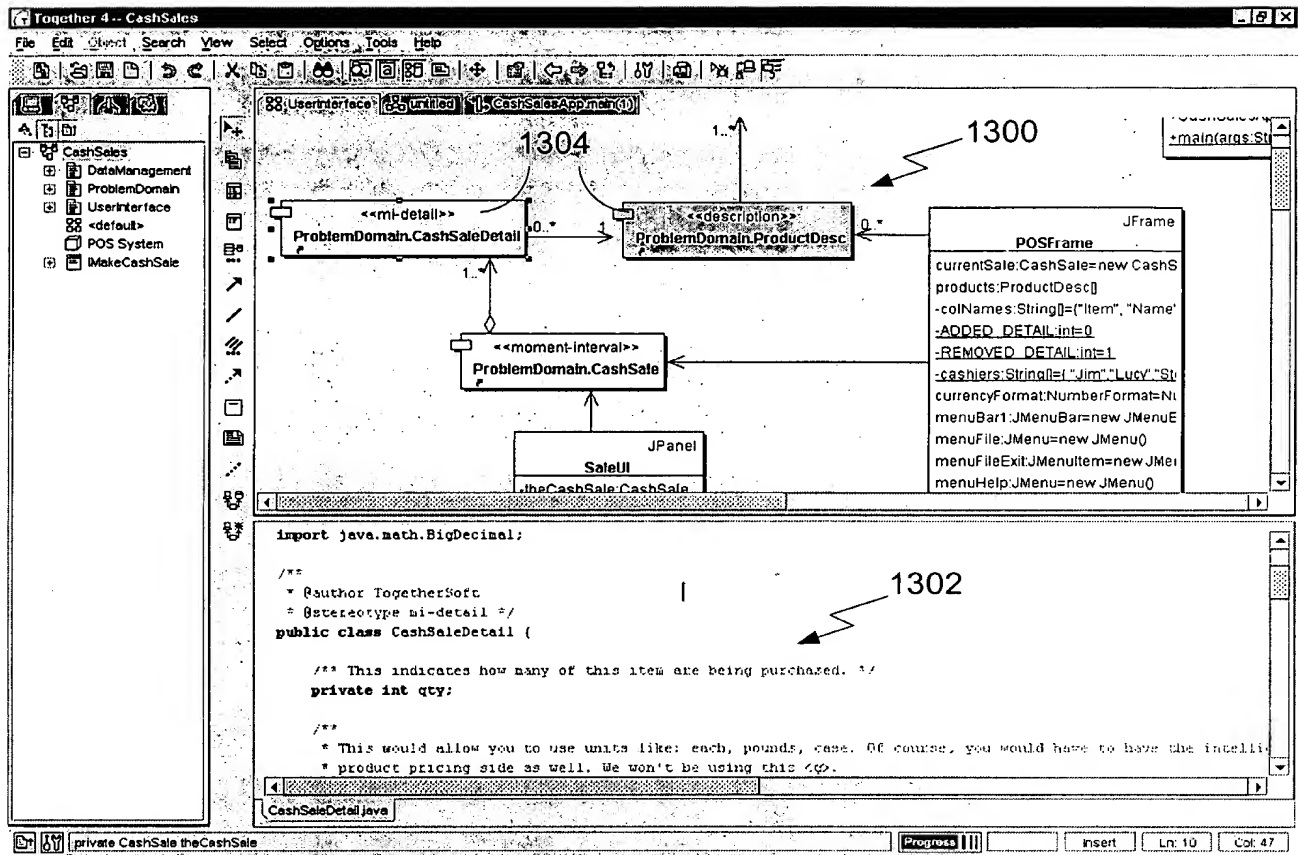 Together 4 -- CashSales
File Edit Object Search View Select Options Tools Help
UserInterface untitled CashSalesApp.main(1)
CashSales
DataManagement
ProblemDomain
UserInterface
<default>
POS System
IMakeCashSale
1304
1300
1..*
+main(args:Stri
<<mi-detail>>
ProblemDomain.CashSaleDetail
0..*
1
<<description>>
ProblemDomain.ProductDesc
0..*
1..*
<<moment-interval>>
ProblemDomain.CashSale
JPanel
SaleUI
-theCashSale:CashSale
JFrame
POSFrame
currentSale:CashSale=new CashS
products:ProductDesc[]
-colNames:String[]={"Item", "Name"
-ADDED_DETAIL:int=0
-REMOVED_DETAIL:int=1
-cashiers:String[]={ "Jim","Lucy","Ste
currencyFormat:NumberFormat=Nu
menuBar1:JMenuBar=new JMenuB
menuFile:JMenu=new JMenu()
menuFileExit:JMenuItem=new JMen
menuHelp:JMenu=new JMenu()
import java.math.BigDecimal;
/**
* @author TogetherSoft
* @stereotype mi-detail */
public class CashSaleDetail {
1302
/** This indicates how many of this item are being purchased. */
private int qty;
/**
* This would allow you to use units like: each, pounds, case. Of course, you would have to have the intelli
* product pricing side as well. We won't be using this <g>.
CashSaleDetail.java
private CashSale theCashSale
Progress
Insert
Ln: 10
Col: 47